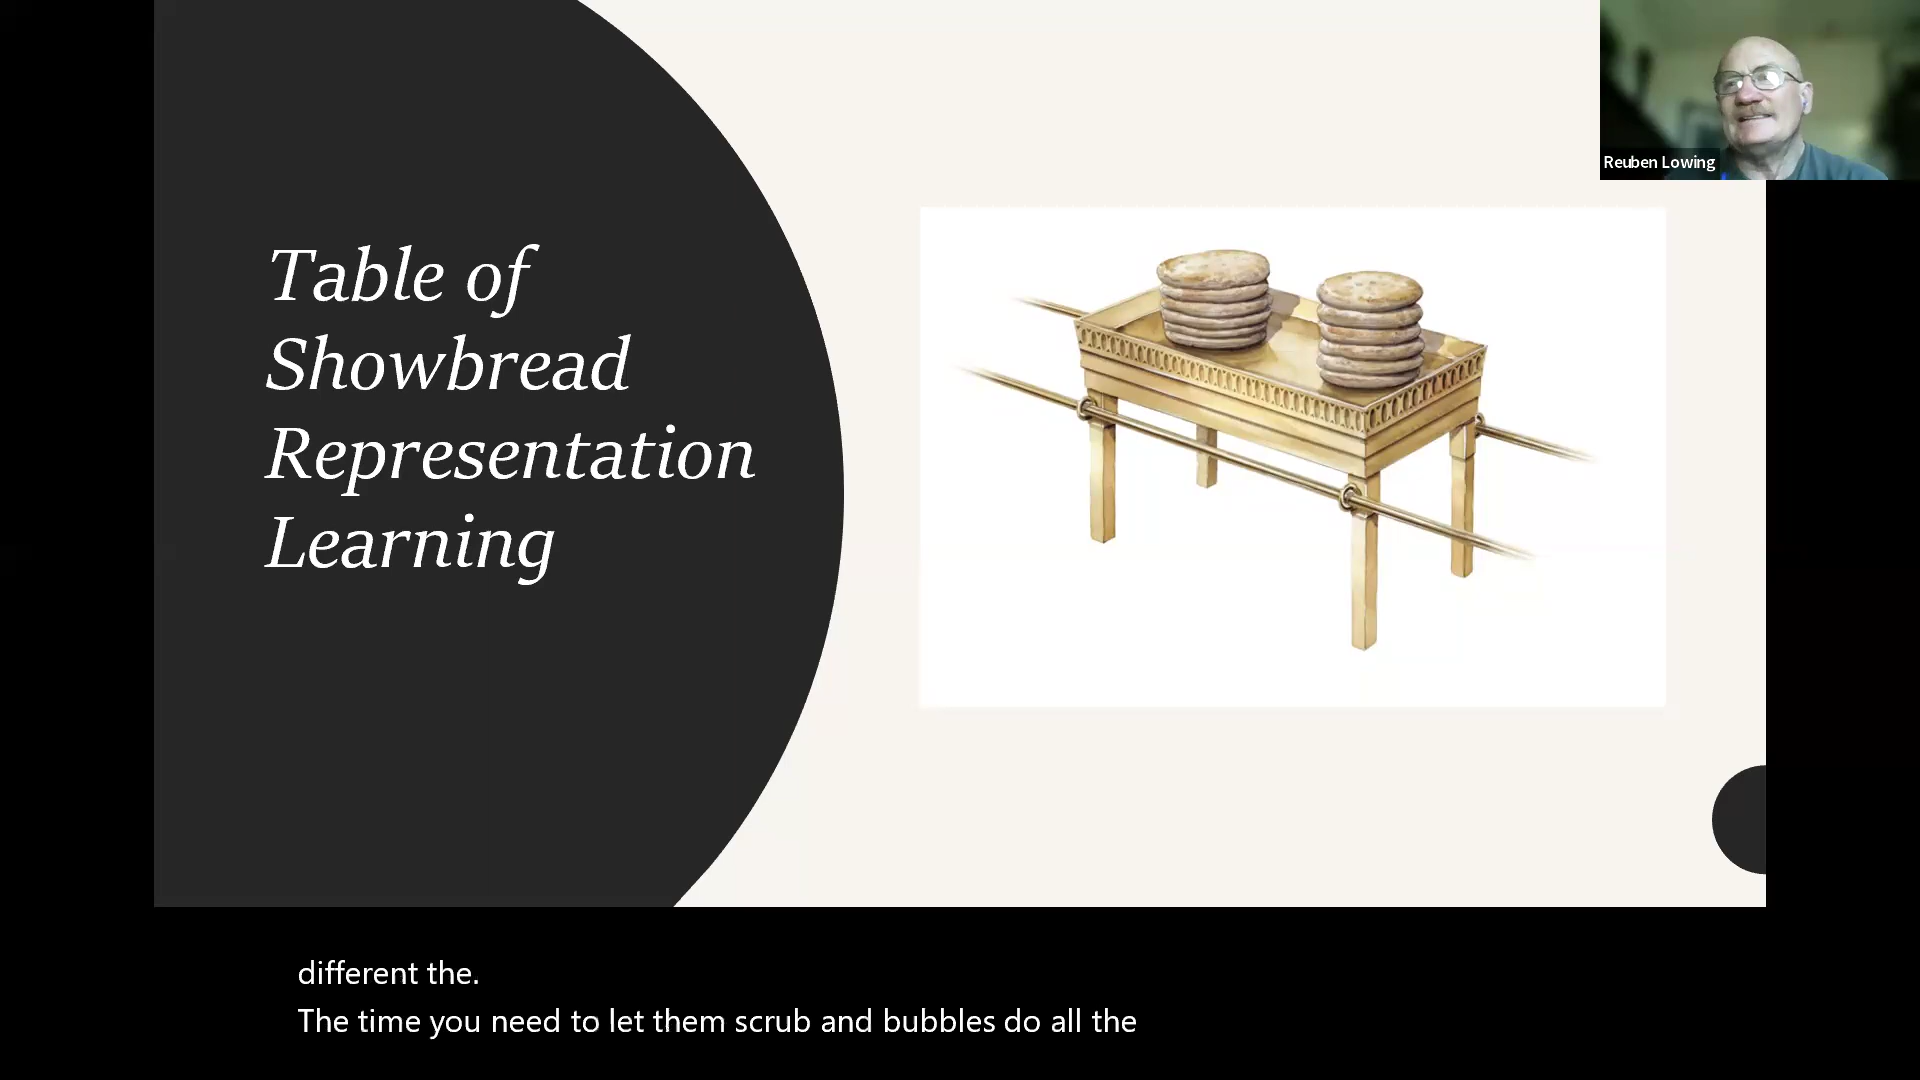 Table of
Showbread
Representation
Learning
Reuben Lowing
different the.
The time you need to let them scrub and bubbles do all the